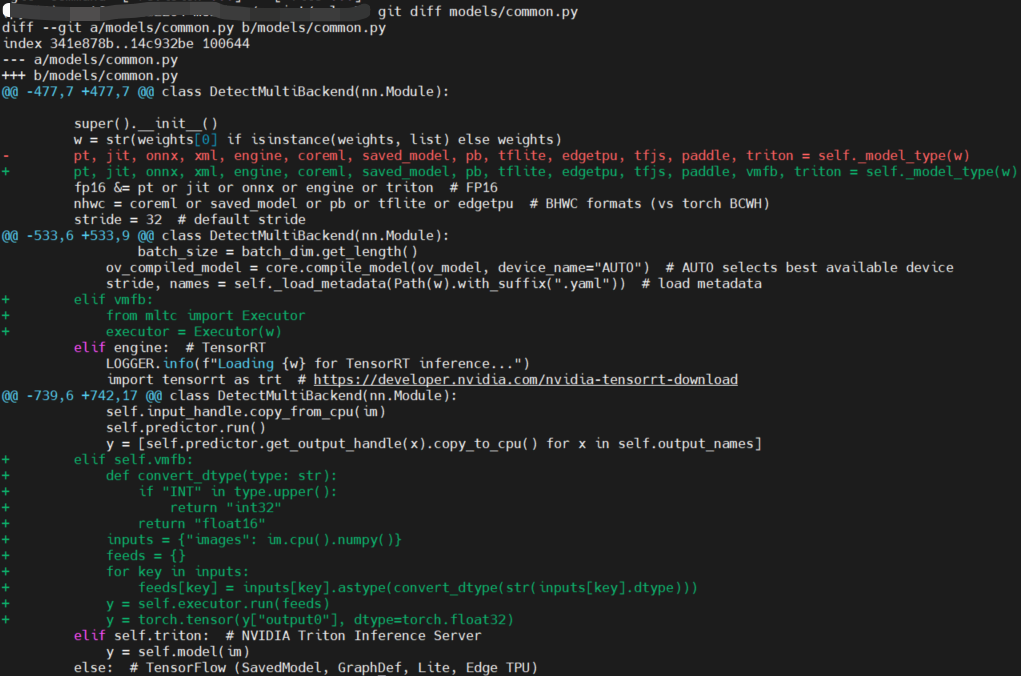 git diff models/common.py
diff --git a/models/common.py b/models/common.py
index 341e878b..14c932be 100644
--- a/models/common.py
+++ b/models/common.py
@@ -477,7 +477,7 @@ class DetectMultiBackend(nn.Module):
        super().__init__()
        w = str(weights[0] if isinstance(weights, list) else weights)
-        pt, jit, onnx, xml, engine, coreml, saved_model, pb, tflite, edgetpu, tfjs, paddle, triton = self._model_type(w)
+        pt, jit, onnx, xml, engine, coreml, saved_model, pb, tflite, edgetpu, tfjs, paddle, vmfb, triton = self._model_type(w)
        fp16 &= pt or jit or onnx or engine or triton  # FP16
        nhwc = coreml or saved_model or pb or tflite or edgetpu  # BHWC formats (vs torch BCWH)
        stride = 32  # default stride
@@ -533,6 +533,9 @@ class DetectMultiBackend(nn.Module):
                batch_size = batch_dim.get_length()
            ov_compiled_model = core.compile_model(ov_model, device_name="AUTO")  # AUTO selects best available device
            stride, names = self._load_metadata(Path(w).with_suffix(".yaml"))  # load metadata
+        elif vmfb:
+            from mltc import Executor
+            executor = Executor(w)
        elif engine:  # TensorRT
            LOGGER.info(f"Loading {w} for TensorRT inference...")
            import tensorrt as trt  # https://developer.nvidia.com/nvidia-tensorrt-download
@@ -739,6 +742,17 @@ class DetectMultiBackend(nn.Module):
            self.input_handle.copy_from_cpu(im)
            self.predictor.run()
            y = [self.predictor.get_output_handle(x).copy_to_cpu() for x in self.output_names]
+        elif self.vmfb:
+            def convert_dtype(type: str):
+                if "INT" in type.upper():
+                    return "int32"
+                return "float16"
+            inputs = {"images": im.cpu().numpy()}
+            feeds = {}
+            for key in inputs:
+                feeds[key] = inputs[key].astype(convert_dtype(str(inputs[key].dtype)))
+            y = self.executor.run(feeds)
+            y = torch.tensor(y["output0"], dtype=torch.float32)
        elif self.triton:  # NVIDIA Triton Inference Server
            y = self.model(im)
        else:  # TensorFlow (SavedModel, GraphDef, Lite, Edge TPU)